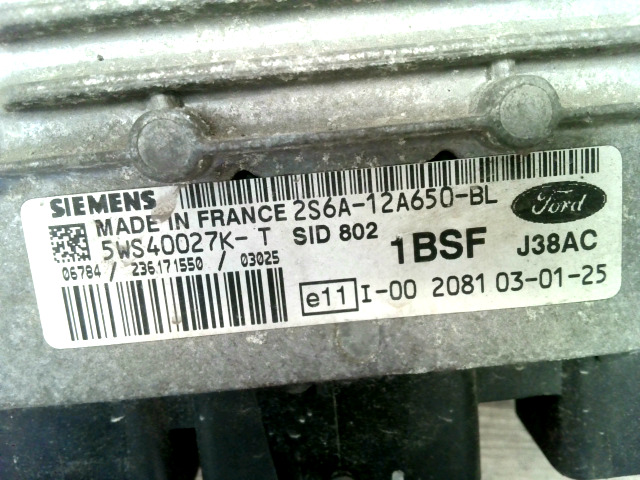 SIEMENS
MADE IN FRANCE 2S6A-12A650-BL Ford
5WS40027K-T SID 802 1BSF J38AC
06784 / 236171550 / 03025
e11 I-00 2081 03-01-25